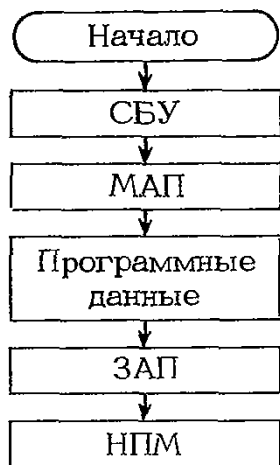 Начало
СБУ
МАП
Программные
данные
ЗАП
НПМ